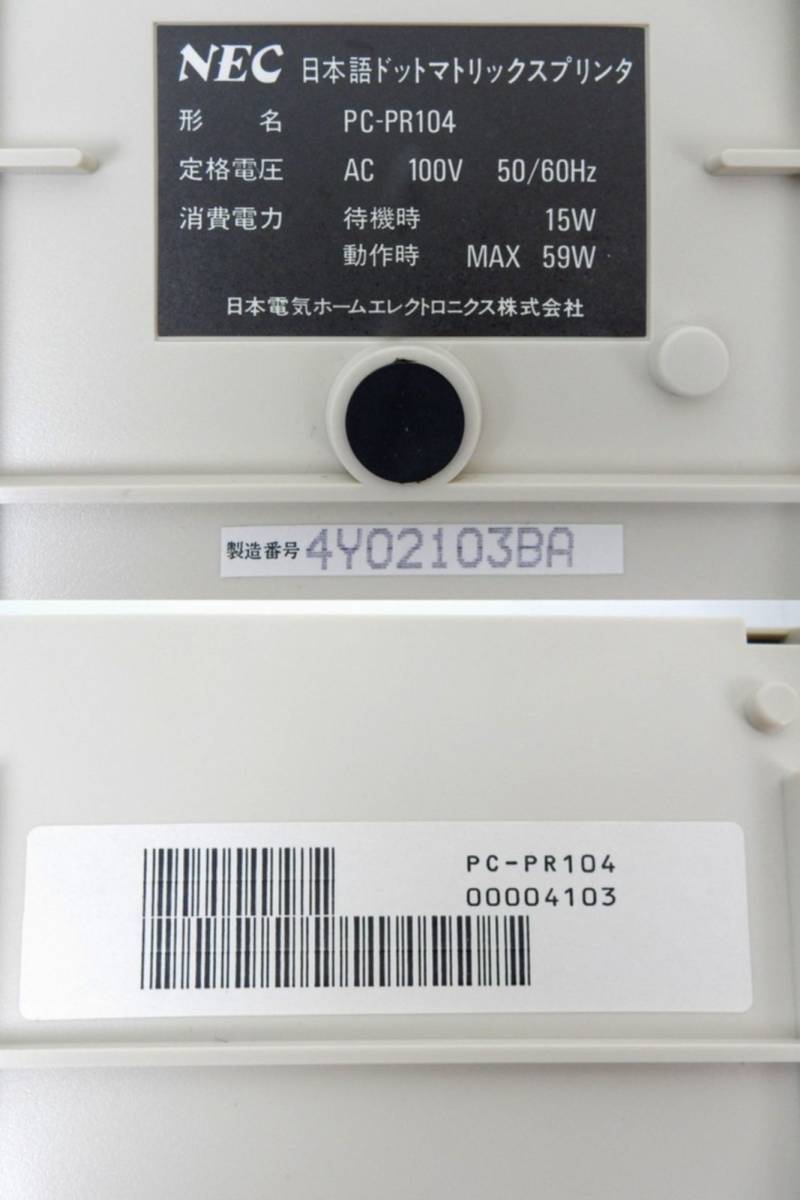 NEC 日本語ドットマトリックスプリンタ
形 名 PC-PR104
定格電圧 AC 100V 50/60Hz
消費電力 待機時 15W
動作時 MAX 59W
日本電気ホームエレクトロニクス株式会社
製造番号 4Y02103BA
PC-PR104
00004103